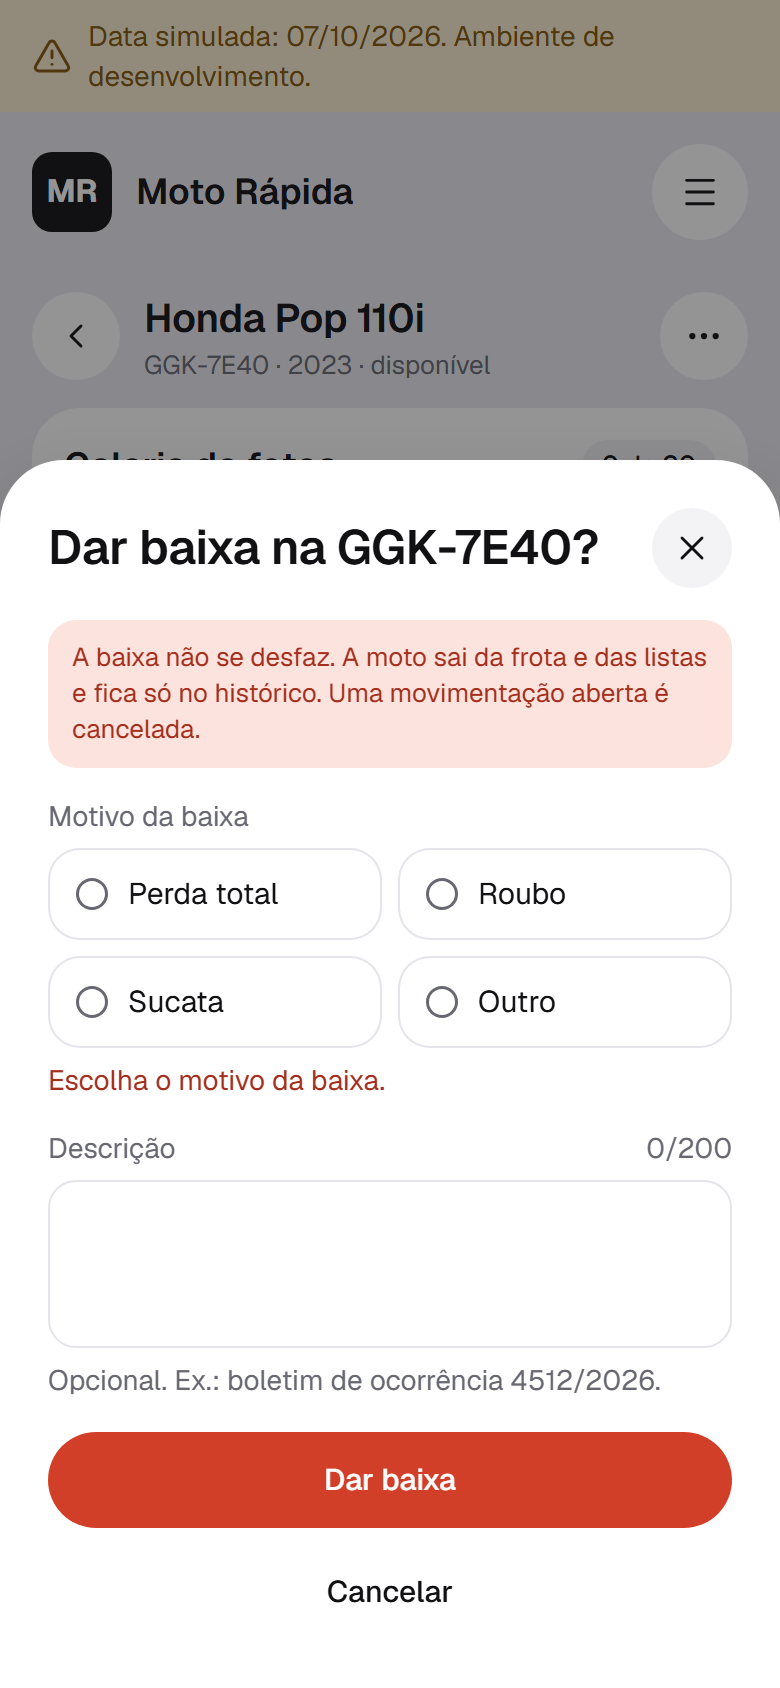 Data simulada: 07/10/2026. Ambiente de
desenvolvimento.
MR
Moto Rápida
Honda Pop 110i
GGK-7E40 · 2023 · disponível
Dar baixa na GGK-7E40?
A baixa não se desfaz. A moto sai da frota e das listas
e fica só no histórico. Uma movimentação aberta é
cancelada.
Motivo da baixa
Perda total
Roubo
Sucata
Outro
Escolha o motivo da baixa.
Descrição
0/200
Opcional. Ex.: boletim de ocorrência 4512/2026.
Dar baixa
Cancelar